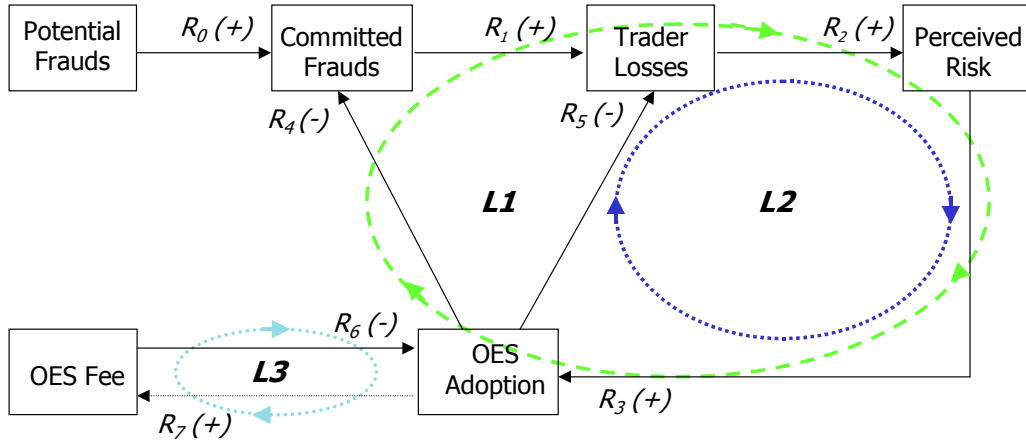 Potential
Frauds
R0 (+)
Committed
Frauds
R1 (+)
Trader
Losses
R2 (+)
Perceived
Risk
R4 (-)
R5 (-)
L1
L2
OES Fee
R6 (-)
L3
R7 (+)
OES
Adoption
R3 (+)